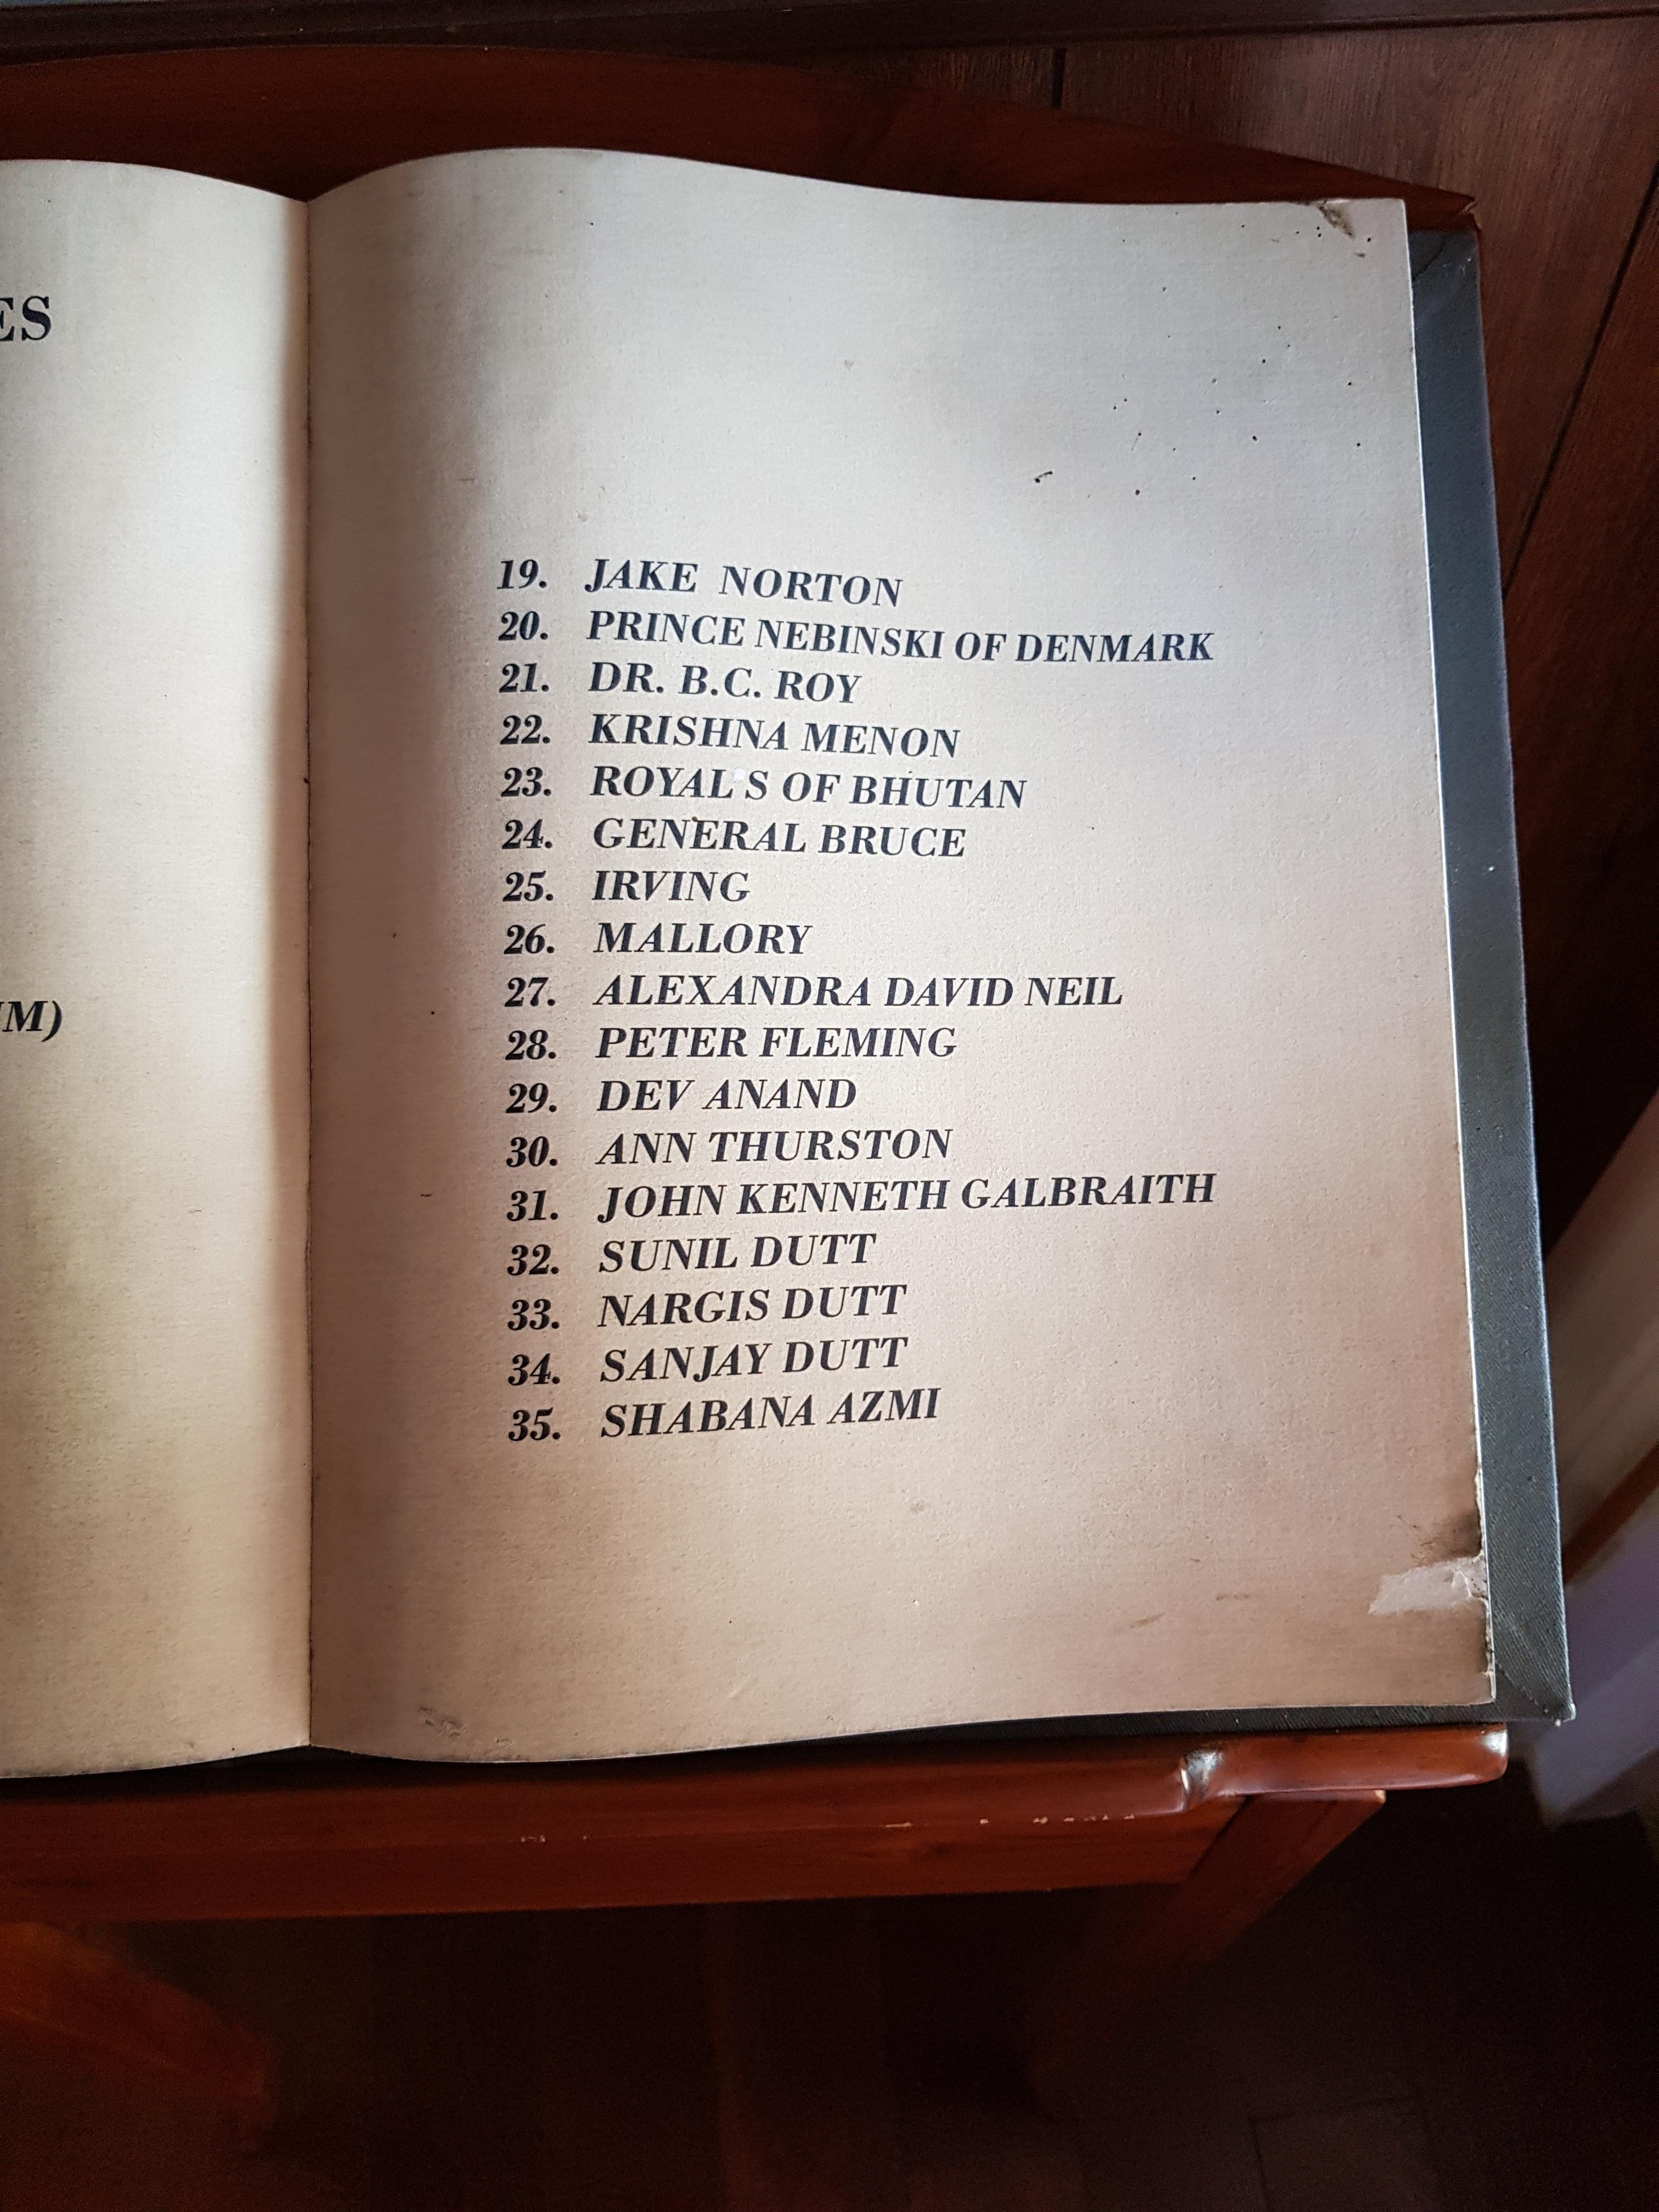 ES
IM)
19. JAKE NORTON
20. PRINCE NEBINSKI OF DENMARK
21. DR. B.C. ROY
22. KRISHNA MENON
23. ROYAL'S OF BHUTAN
24. GENERAL BRUCE
25. IRVING
26. MALLORY
27. ALEXANDRA DAVID NEIL
28. PETER FLEMING
29. DEV ANAND
30. ANN THURSTON
31. JOHN KENNETH GALBRAITH
32. SUNIL DUTT
33. NARGIS DUTT
34. SANJAY DUTT
35. SHABANA AZMI